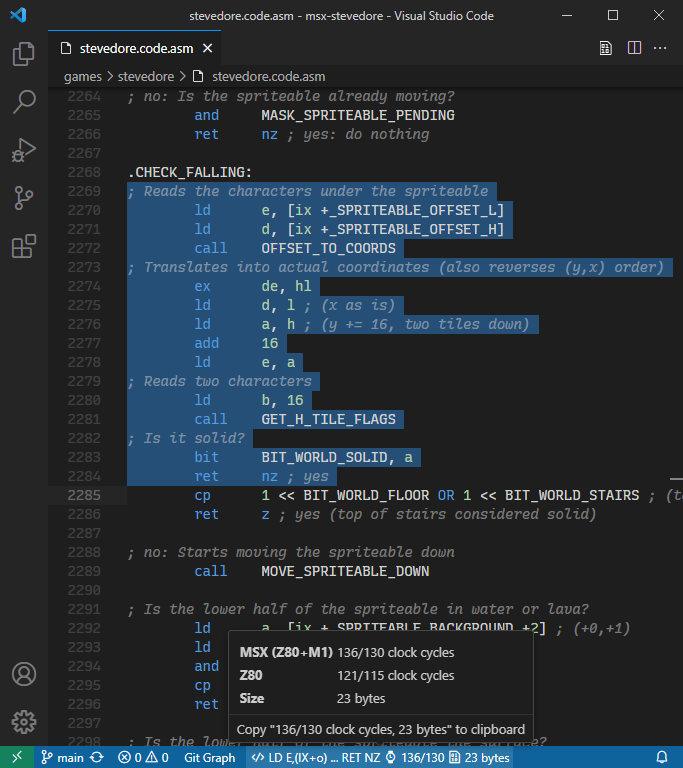 stevedore.code.asm - msx-stevedore - Visual Studio Code
stevedore.code.asm
games > stevedore > stevedore.code.asm
2264 ; no: Is the spriteable already moving?
2265 and MASK_SPRITEABLE_PENDING
2266 ret nz ; yes: do nothing
2267
2268 .CHECK_FALLING:
2269 ; Reads the characters under the spriteable
2270 ld e, [ix +_SPRITEABLE_OFFSET_L]
2271 ld d, [ix +_SPRITEABLE_OFFSET_H]
2272 call OFFSET_TO_COORDS
2273 ; Translates into actual coordinates (also reverses (y,x) order)
2274 ex de, hl
2275 ld d, l ; (x as is)
2276 ld a, h ; (y += 16, two tiles down)
2277 add 16
2278 ld e, a
2279 ; Reads two characters
2280 ld b, 16
2281 call GET_H_TILE_FLAGS
2282 ; Is it solid?
2283 bit BIT_WORLD_SOLID, a
2284 ret nz ; yes
2285 cp 1 << BIT_WORLD_FLOOR OR 1 << BIT_WORLD_STAIRS ; (to
2286 ret z ; yes (top of stairs considered solid)
2287
2288 ; no: Starts moving the spriteable down
2289 call MOVE_SPRITEABLE_DOWN
2290
2291 ; Is the lower half of the spriteable in water or lava?
2292 ld a, [ix +_SPRITEABLE_BACKGROUND +2] ; (+0,+1)
2293 ld
2294 and
2295 cp
2296 ret
2297
2298 ; Is the lower half of the spriteable the surface?
MSX (Z80+M1) 136/130 clock cycles
Z80 121/115 clock cycles
Size 23 bytes
Copy "136/130 clock cycles, 23 bytes" to clipboard
main 0 0 Git Graph LD E,(IX+o) ... RET NZ 136/130 23 bytes